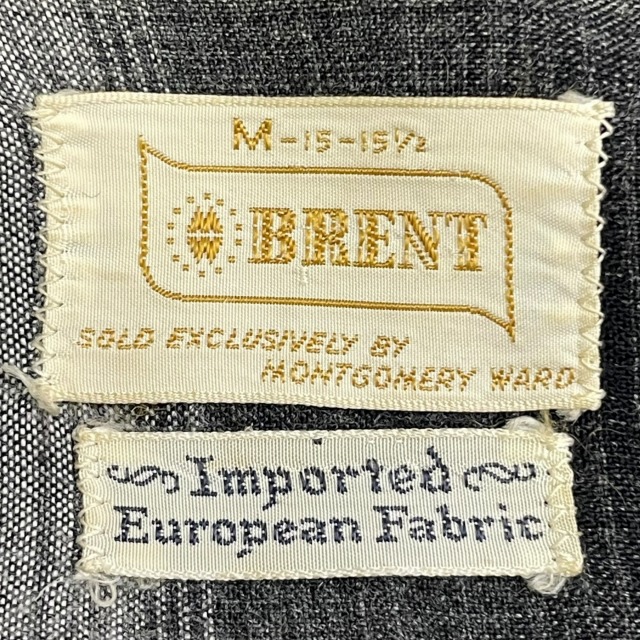 M-15-15½
BRENT
SOLD EXCLUSIVELY BY
MONTGOMERY WARD
Imported
European Fabric